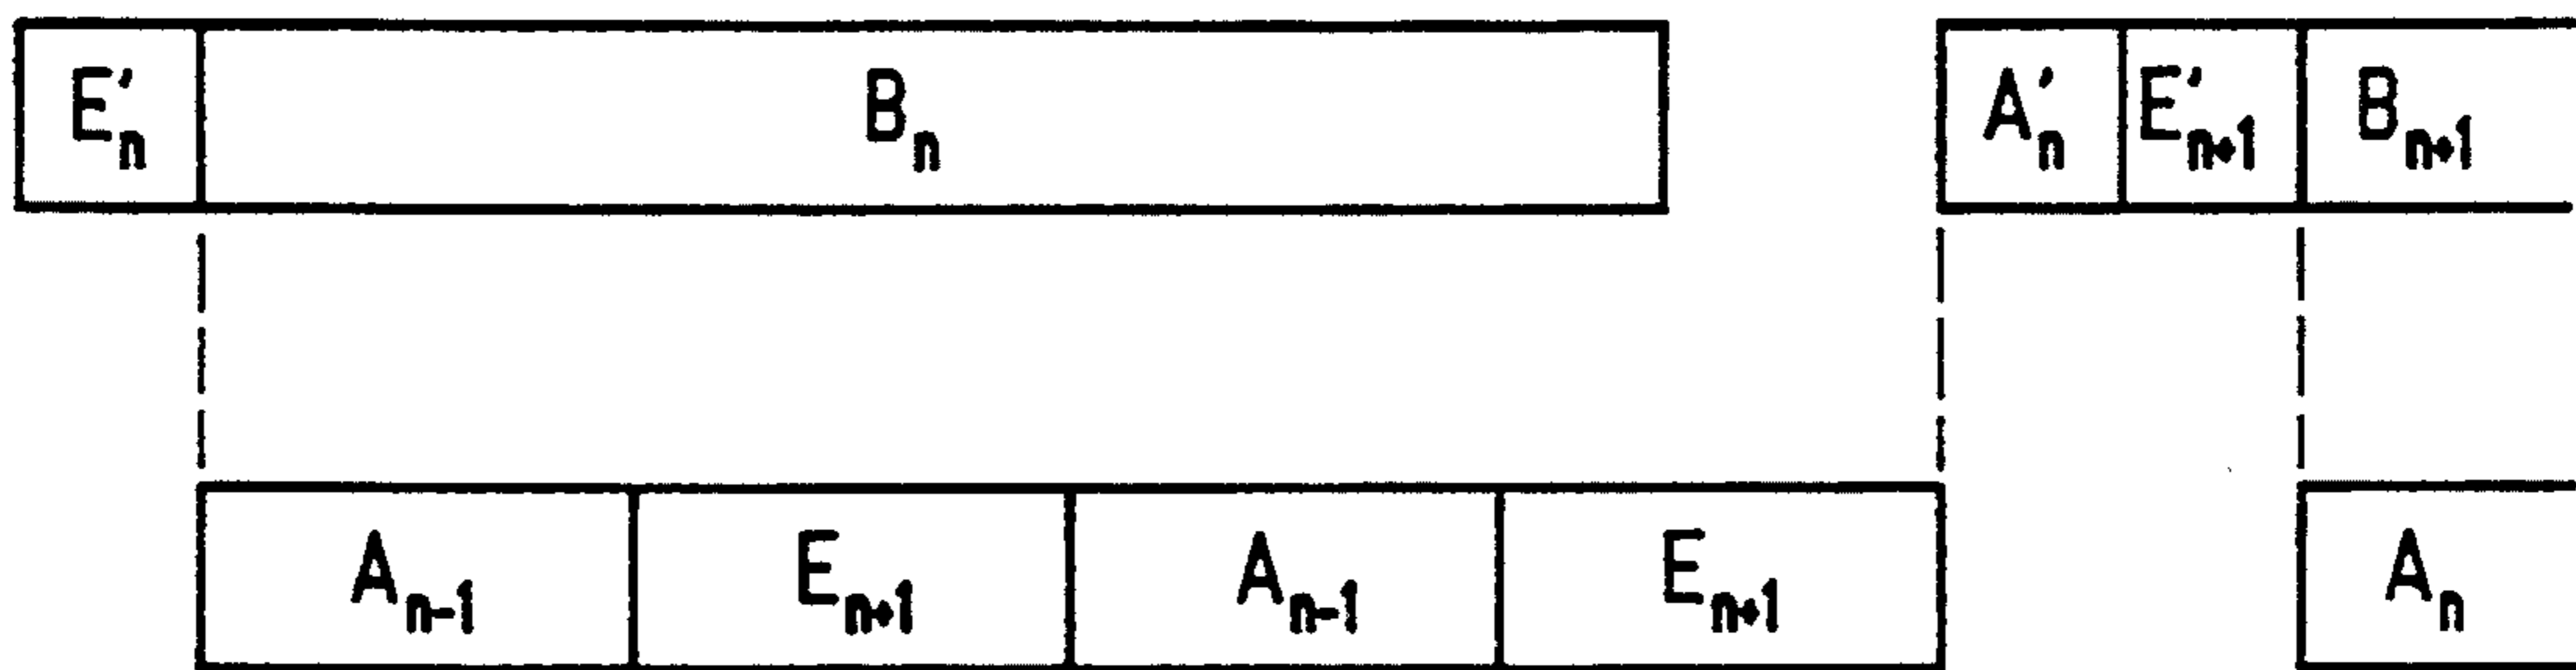 E′ₙ Bₙ A′ₙ E′ₙ₊₁ Bₙ₊₁
Aₙ₋₁ Eₙ₊₁ Aₙ₋₁ Eₙ₊₁ Aₙ